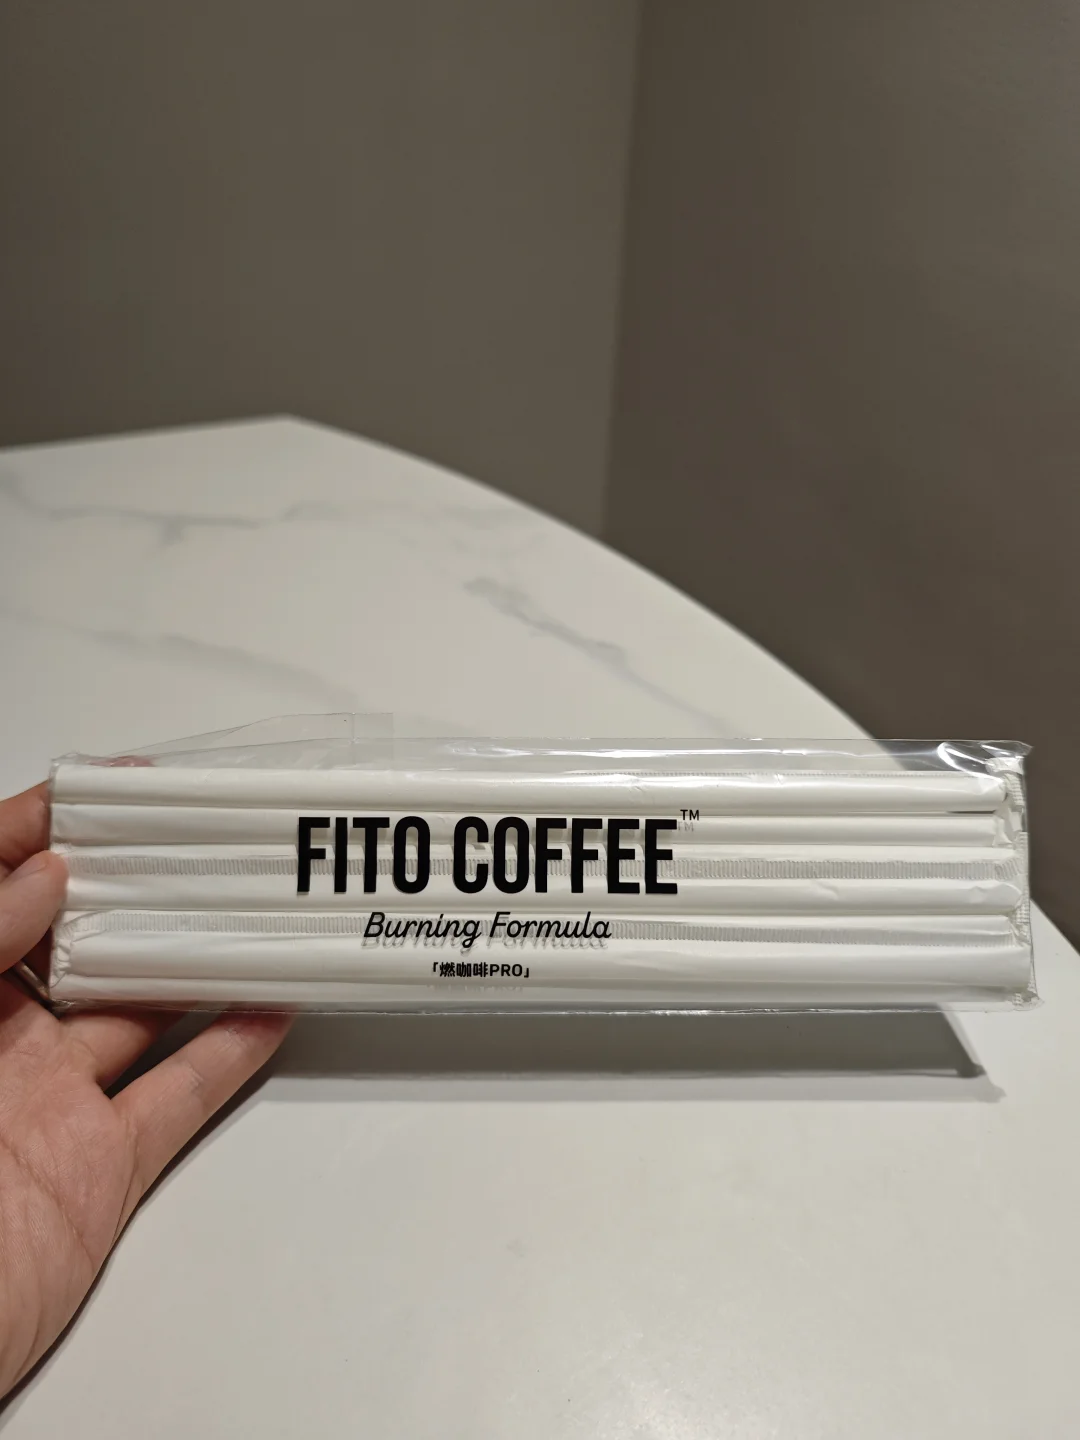 FITO COFFEE™
Burning Formula
「燃咖啡PRO」